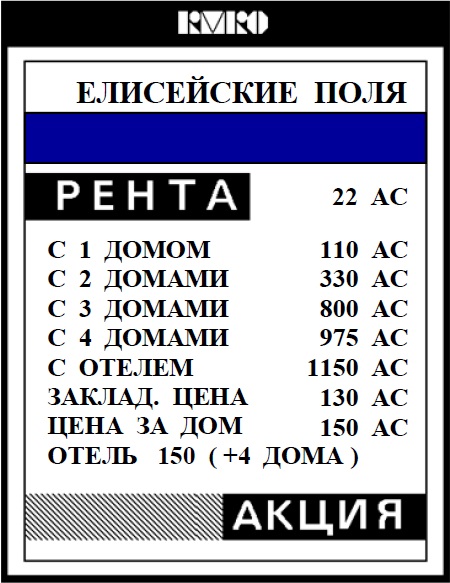 RMRO
ЕЛИСЕЙСКИЕ ПОЛЯ
РЕНТА 22 АС
С 1 ДОМОМ 110 АС
С 2 ДОМАМИ 330 АС
С 3 ДОМАМИ 800 АС
С 4 ДОМАМИ 975 АС
С ОТЕЛЕМ 1150 АС
ЗАКЛАД. ЦЕНА 130 АС
ЦЕНА ЗА ДОМ 150 АС
ОТЕЛЬ 150 ( +4 ДОМА )
АКЦИЯ